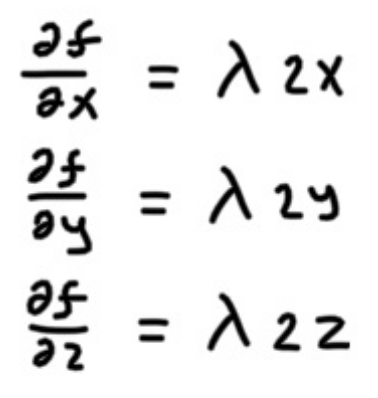 ∂f/∂x = λ 2x
∂f/∂y = λ 2y
∂f/∂z = λ 2z